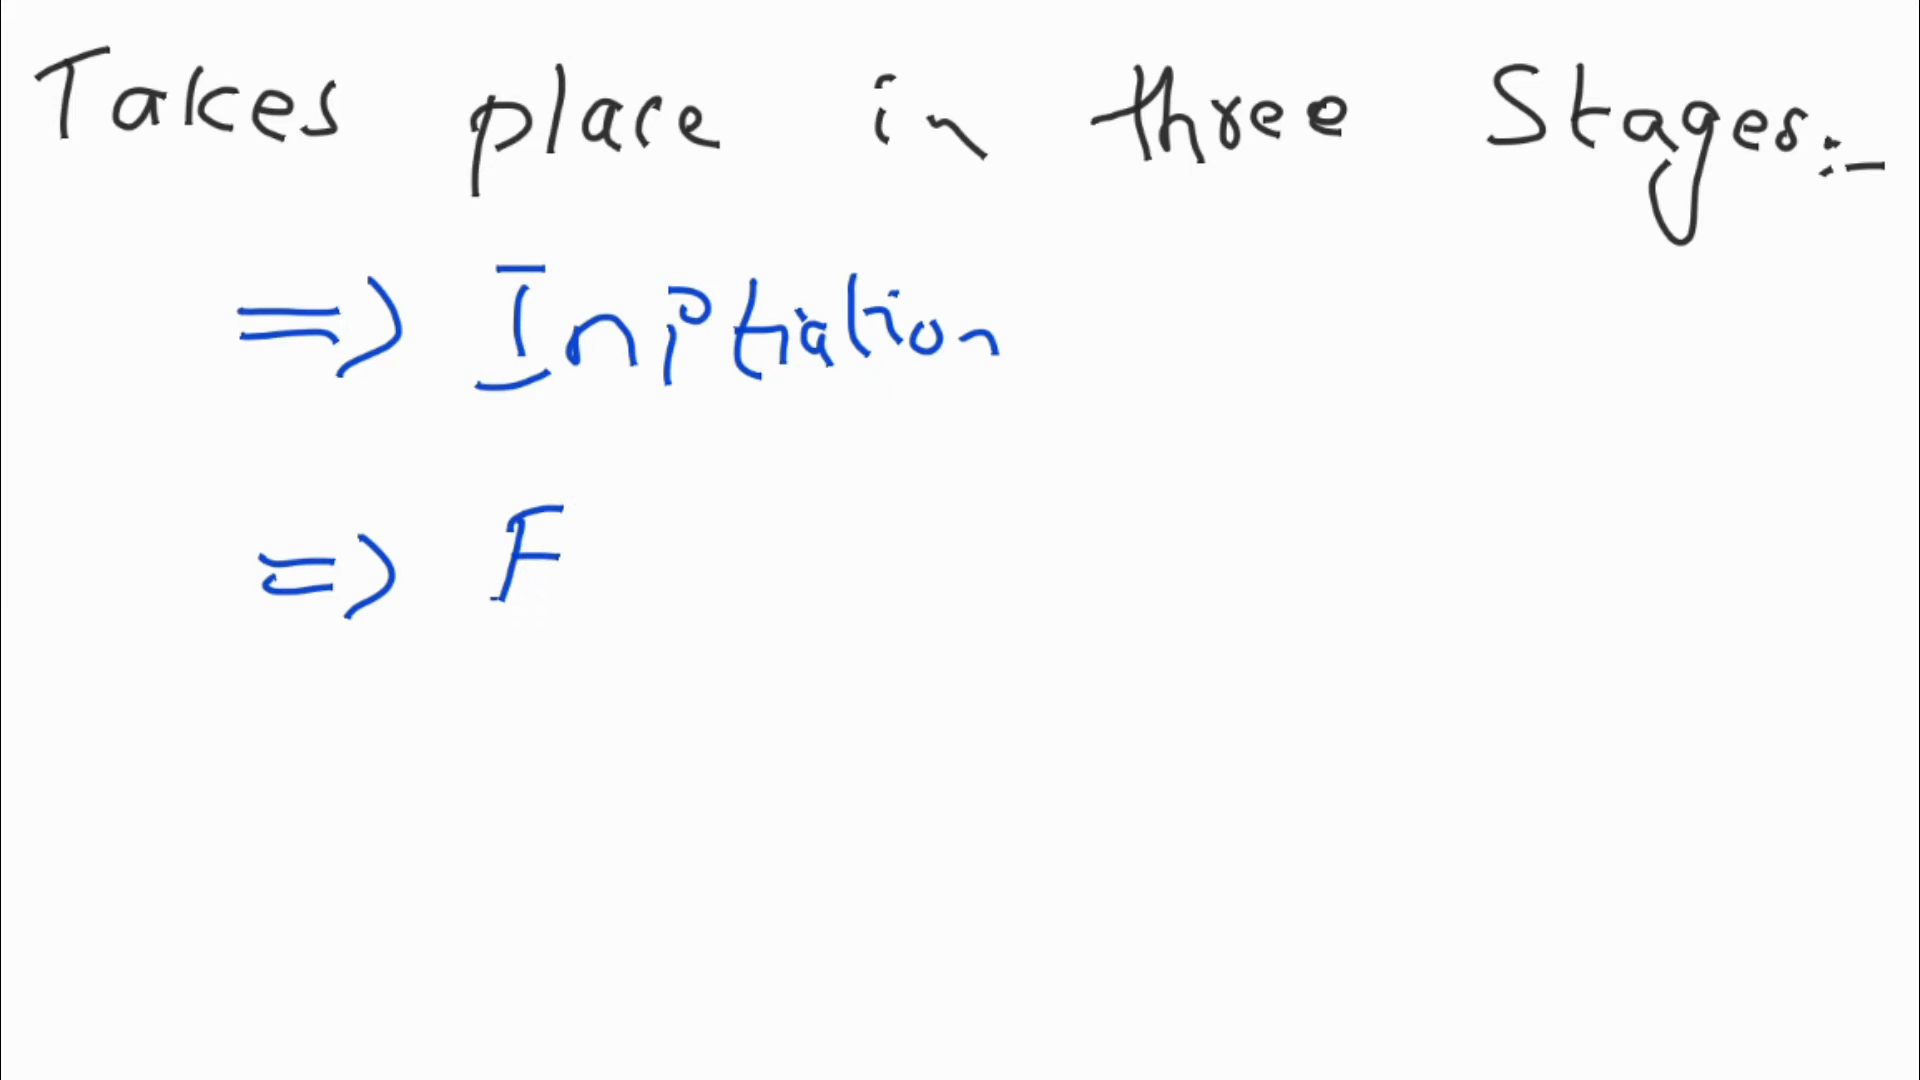 Takes place in three Stages:-
=> Initiation
=> F